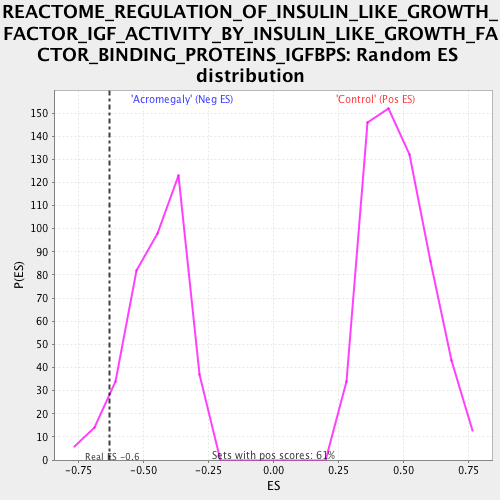 REACTOME_REGULATION_OF_INSULIN_LIKE_GROWTH_
FACTOR_IGF_ACTIVITY_BY_INSULIN_LIKE_GROWTH_FA
CTOR_BINDING_PROTEINS_IGFBPS: Random ES
distribution
'Acromegaly' (Neg ES)
'Control' (Pos ES)
150
140
130
120
110
100
90
80
70
60
50
40
30
20
10
0
P(ES)
Real ES -0.6
Sets with pos scores: 61%
-0.75
-0.50
-0.25
0.00
0.25
0.50
0.75
ES